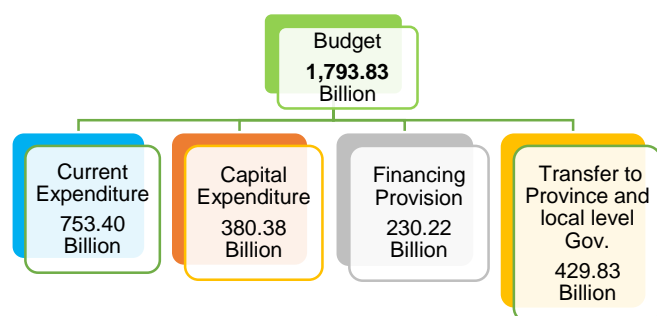 Budget
1,793.83
Billion
Current
Expenditure
753.40
Billion
Capital
Expenditure
380.38
Billion
Financing
Provision
230.22
Billion
Transfer to
Province and
local level
Gov.
429.83
Billion